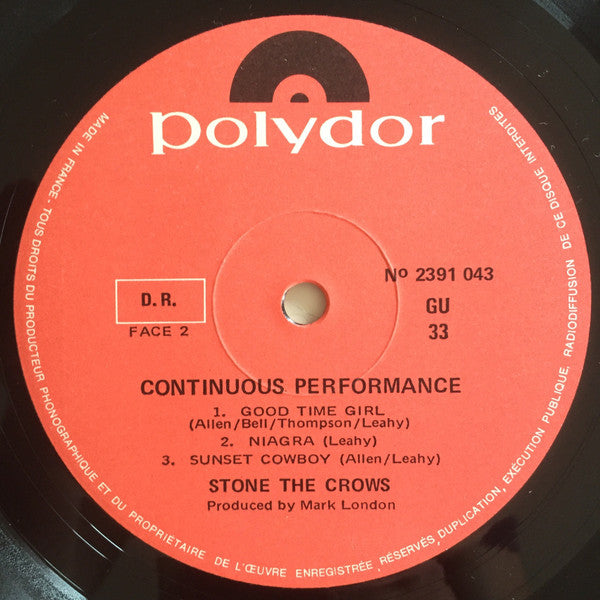 polydor
Nº 2391 043
D. R.
GU
FACE 2
33
CONTINUOUS PERFORMANCE
1. GOOD TIME GIRL
(Allen/Bell/Thompson/Leahy)
2. NIAGRA (Leahy)
3. SUNSET COWBOY (Allen/Leahy)
STONE THE CROWS
Produced by Mark London
MADE IN FRANCE - TOUS DROITS DU PRODUCTEUR PHONOGRAPHIQUE ET DU PROPRIETAIRE DE L'ŒUVRE ENREGISTRÉE, RÉSERVÉS, DUPLICATION, EXÉCUTION PUBLIQUE, RADIODIFFUSION DE CE DISQUE INTERDITES